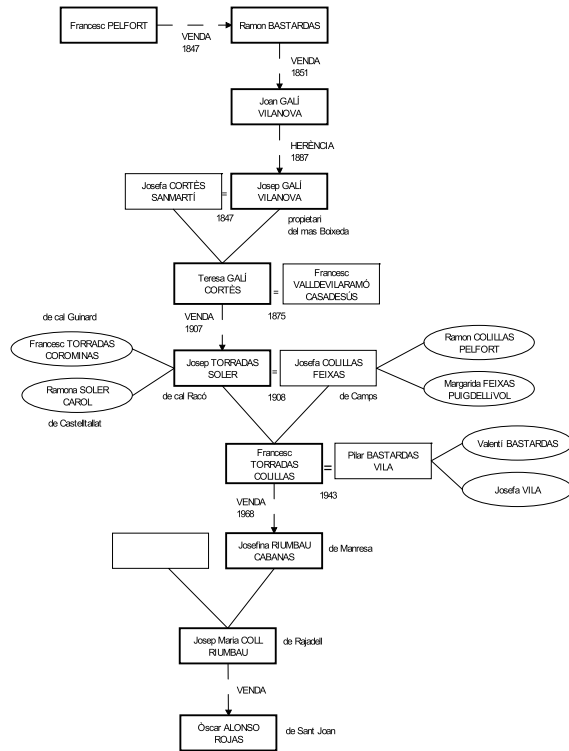 Francesc PELFORT
Ramon BASTARDAS
VENDA
1847
VENDA
1851
Joan GALÍ
VILANOVA
HERÈNCIA
1887
Josefa CORTÈS
SANMARTÍ
=
Josep GALÍ
VILANOVA
1847
propietari
del mas Boixeda
Teresa GALÍ
CORTÈS
=
Francesc
VALLDEVILARAMÓ
CASADESÚS
VENDA
1907
1875
de cal Guinard
Francesc TORRADAS
COROMINAS
Ramona SOLER
CAROL
de Castelltallat
Josep TORRADAS
SOLER
=
Josefa COLILLAS
FEIXAS
de cal Racó
1908
de Camps
Ramon COLILLAS
PELFORT
Margarida FEIXAS
PUIGDELLÍVOL
Francesc
TORRADAS
COLILLAS
=
Pilar BASTARDAS
VILA
1943
Valentí BASTARDAS
Josefa VILA
VENDA
1968
Josefina RIUMBAU
CABANAS
de Manresa
Josep Maria COLL
RIUMBAU
de Rajadell
VENDA
Òscar ALONSO
ROJAS
de Sant Joan